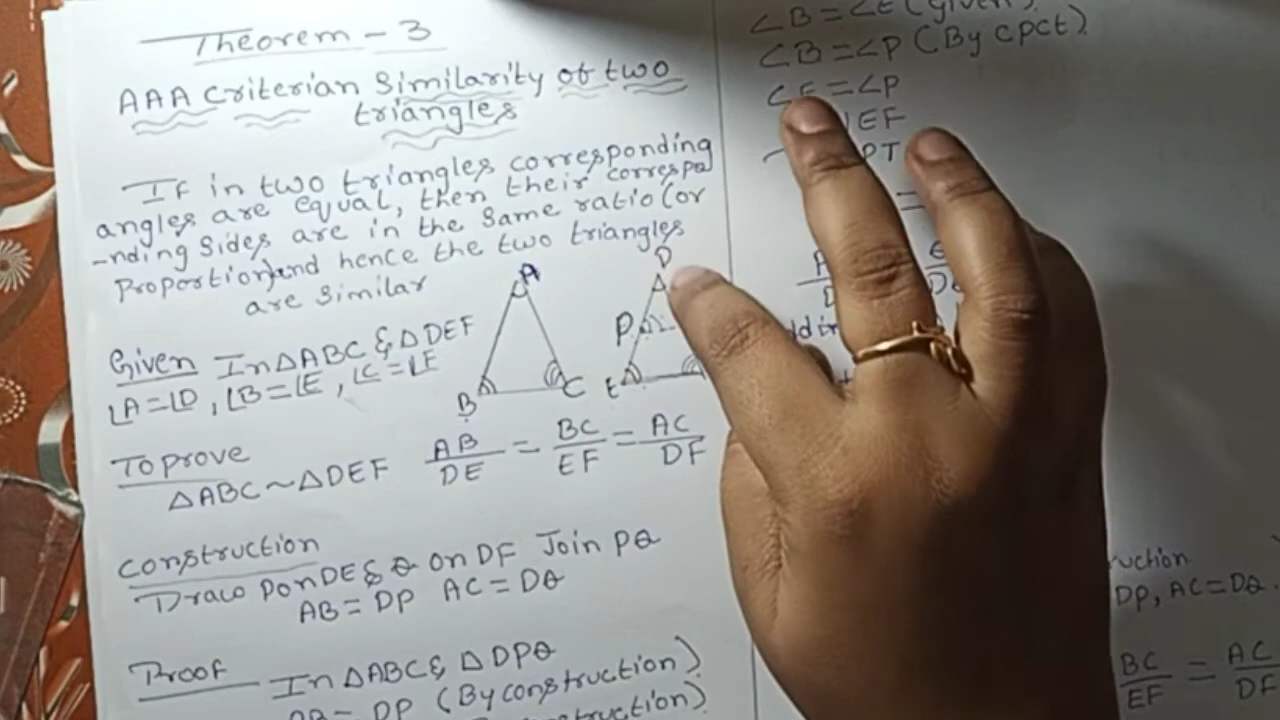 Theorem - 3
AAA Criterian Similarity of two
triangles
If in two triangles corresponding
angles are equal, then their correspo
-nding sides are in the same ratio (or
proportion) and hence the two triangles
are similar
Given In △ABC & △DEF
∠A = ∠D, ∠B = ∠E, ∠C = ∠F
A
B
C
D
P
E
To prove
△ABC ~ △DEF
AB/DE = BC/EF = AC/DF
Construction
Draw P on DE & Q on DF Join PQ
AB = DP AC = DQ
Proof In △ABC & △DPQ
DP (By construction)
∠B = ∠E (given)
∠B = ∠P (By cpct)
∠E = ∠P
EF
=
DP, AC = DQ.
BC/EF = AC/DF